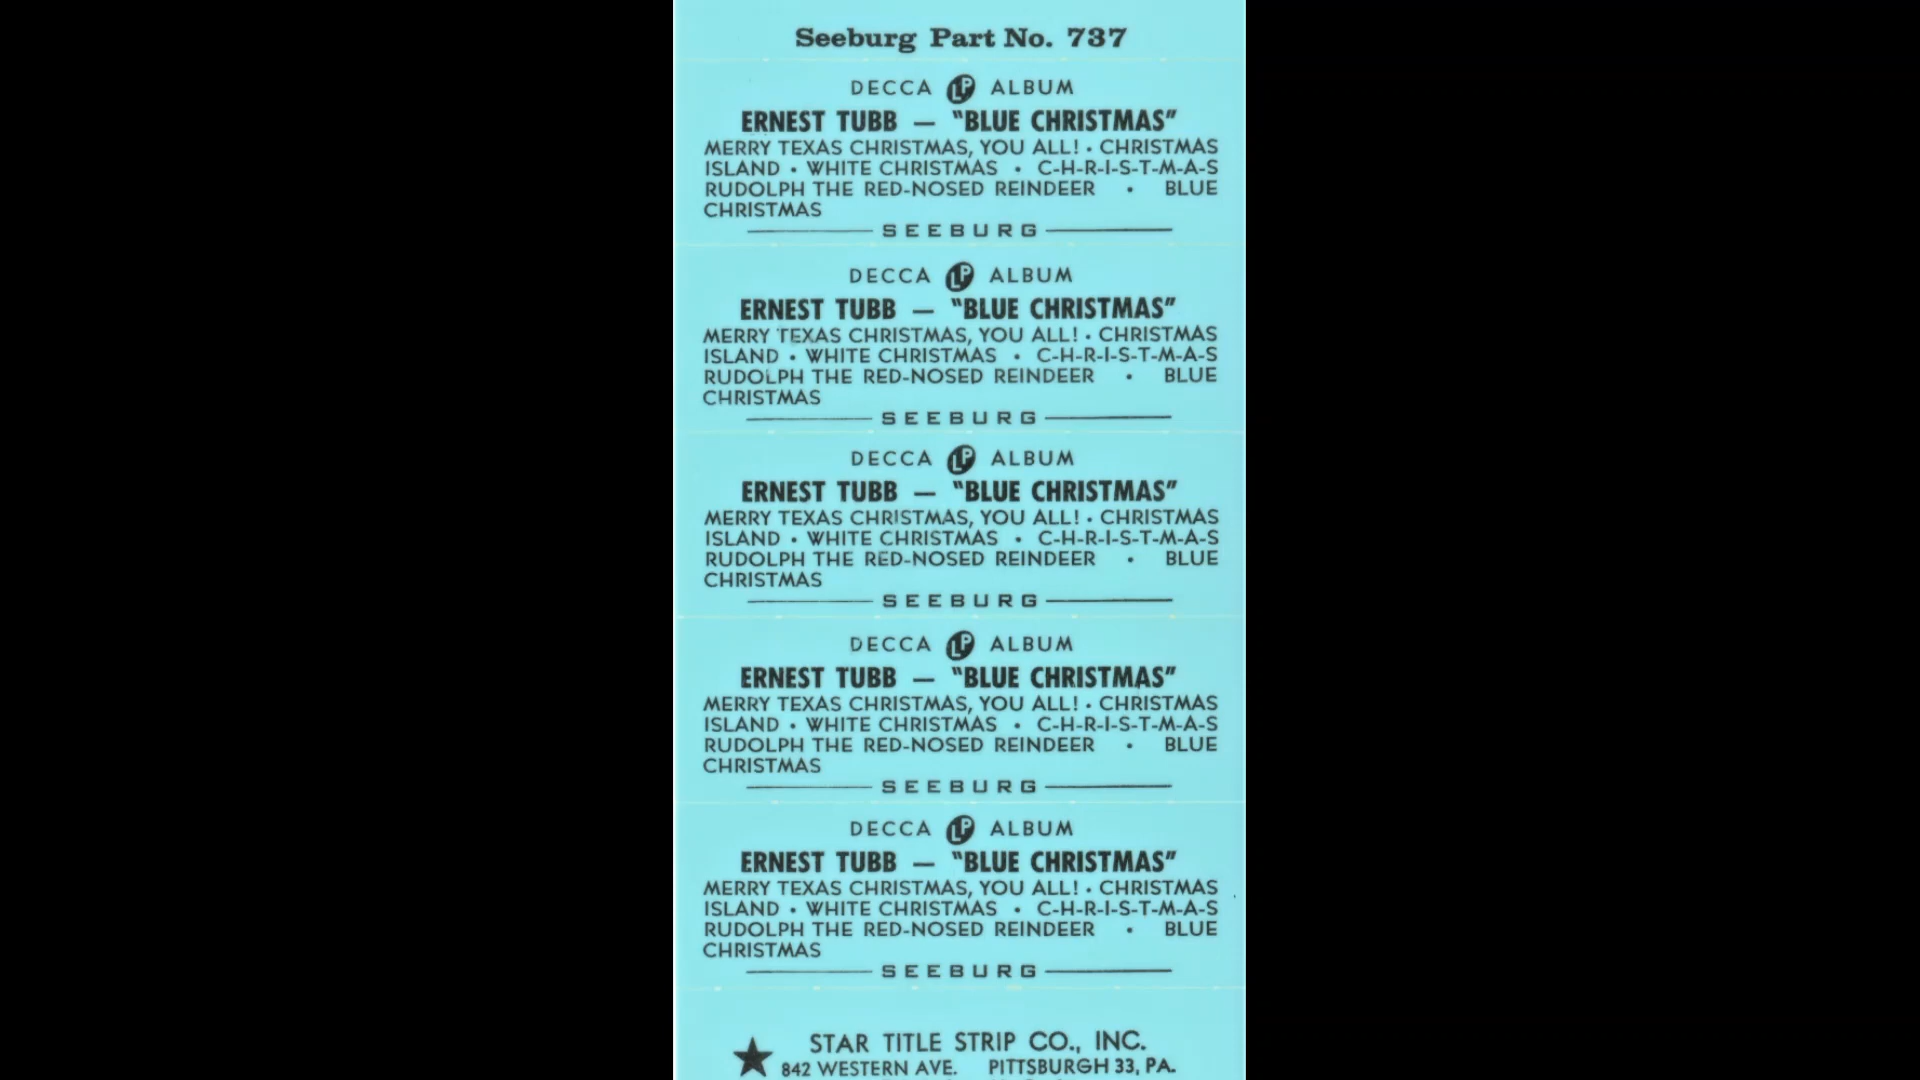 Seeburg Part No. 737
DECCA LP ALBUM
ERNEST TUBB — "BLUE CHRISTMAS"
MERRY TEXAS CHRISTMAS, YOU ALL! • CHRISTMAS
ISLAND • WHITE CHRISTMAS • C-H-R-I-S-T-M-A-S
RUDOLPH THE RED-NOSED REINDEER • BLUE
CHRISTMAS
SEEBURG
DECCA LP ALBUM
ERNEST TUBB — "BLUE CHRISTMAS"
MERRY TEXAS CHRISTMAS, YOU ALL! • CHRISTMAS
ISLAND • WHITE CHRISTMAS • C-H-R-I-S-T-M-A-S
RUDOLPH THE RED-NOSED REINDEER • BLUE
CHRISTMAS
SEEBURG
DECCA LP ALBUM
ERNEST TUBB — "BLUE CHRISTMAS"
MERRY TEXAS CHRISTMAS, YOU ALL! • CHRISTMAS
ISLAND • WHITE CHRISTMAS • C-H-R-I-S-T-M-A-S
RUDOLPH THE RED-NOSED REINDEER • BLUE
CHRISTMAS
SEEBURG
DECCA LP ALBUM
ERNEST TUBB — "BLUE CHRISTMAS"
MERRY TEXAS CHRISTMAS, YOU ALL! • CHRISTMAS
ISLAND • WHITE CHRISTMAS • C-H-R-I-S-T-M-A-S
RUDOLPH THE RED-NOSED REINDEER • BLUE
CHRISTMAS
SEEBURG
DECCA LP ALBUM
ERNEST TUBB — "BLUE CHRISTMAS"
MERRY TEXAS CHRISTMAS, YOU ALL! • CHRISTMAS
ISLAND • WHITE CHRISTMAS • C-H-R-I-S-T-M-A-S
RUDOLPH THE RED-NOSED REINDEER • BLUE
CHRISTMAS
SEEBURG
STAR TITLE STRIP CO., INC.
842 WESTERN AVE. PITTSBURGH 33, PA.